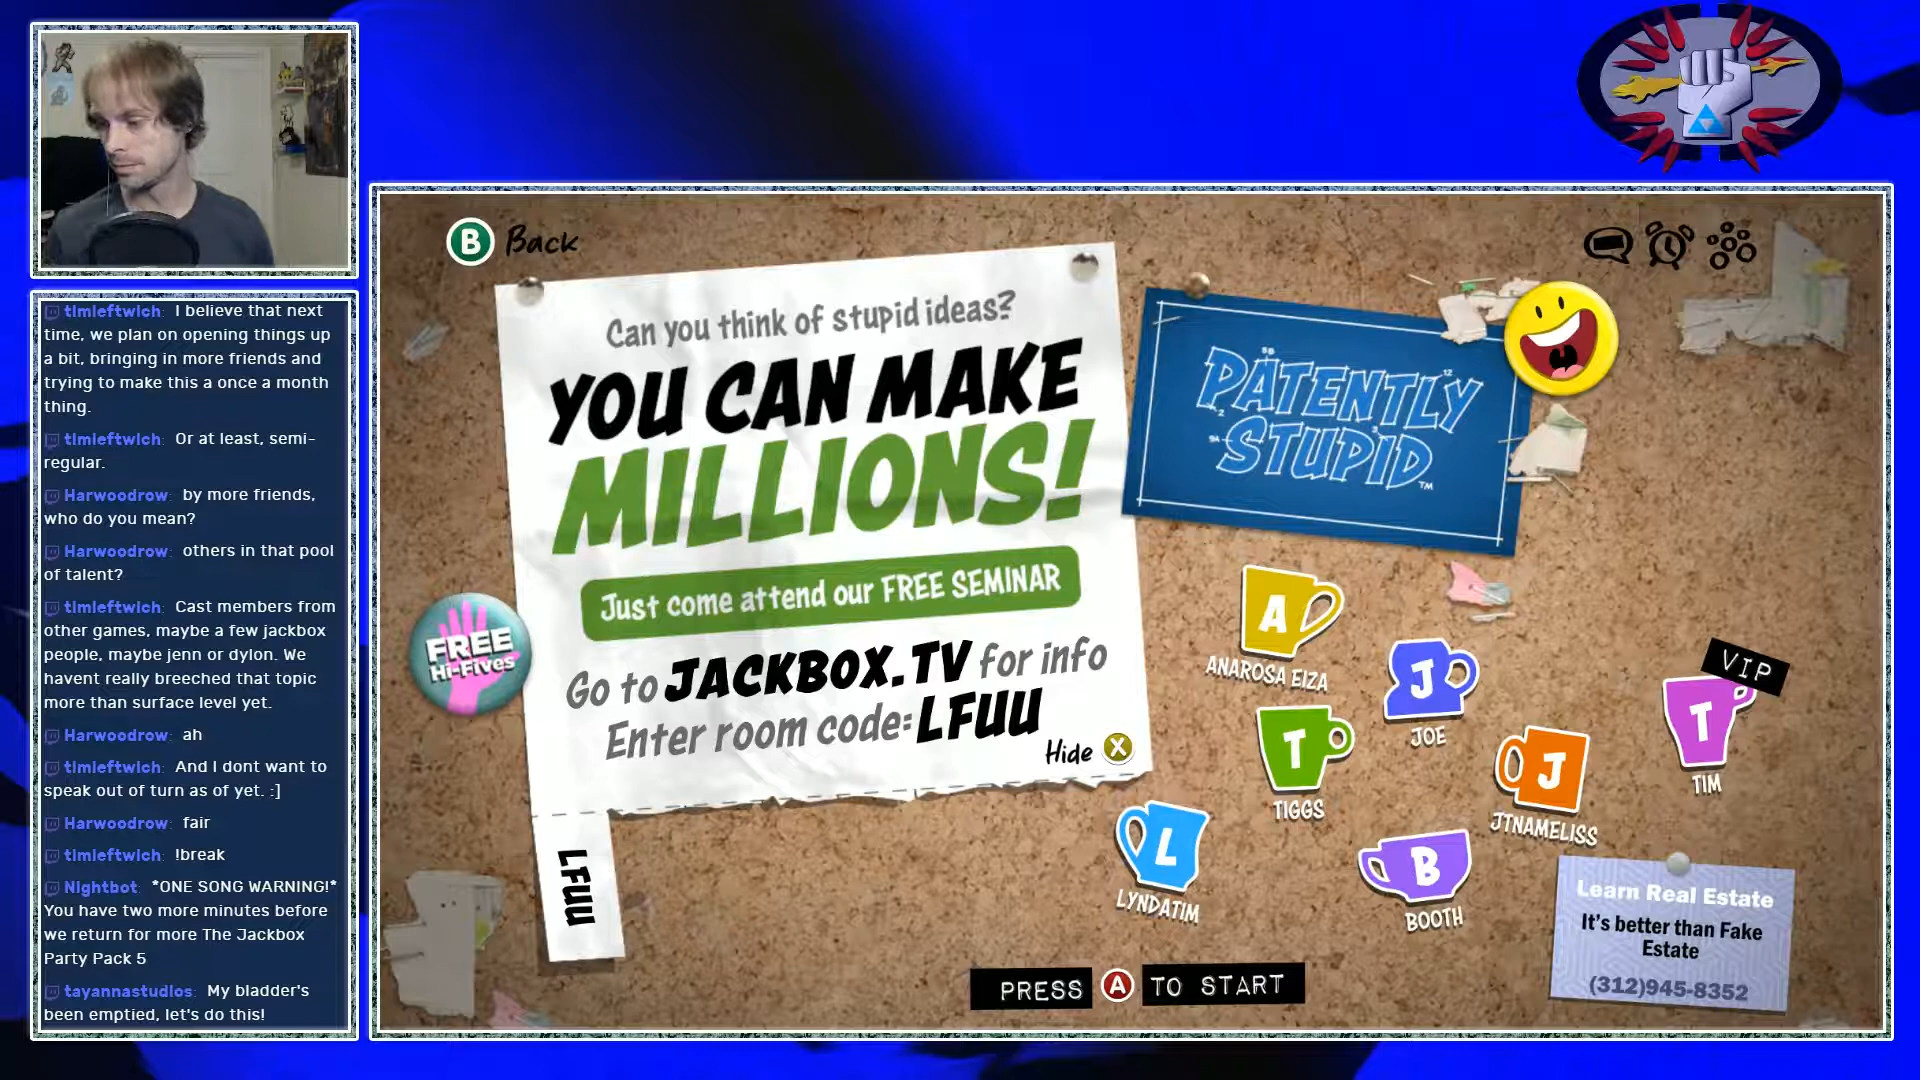 timleftwich: I believe that next
time, we plan on opening things up
a bit, bringing in more friends and
trying to make this a once a month
thing.
timleftwich: Or at least, semi-
regular.
Harwoodrow: by more friends,
who do you mean?
Harwoodrow: others in that pool
of talent?
timleftwich: Cast members from
other games, maybe a few jackbox
people, maybe jenn or dylon. We
havent really breeched that topic
more than surface level yet.
Harwoodrow: ah
timleftwich: And I dont want to
speak out of turn as of yet. :]
Harwoodrow: fair
timleftwich: !break
Nightbot: *ONE SONG WARNING!*
You have two more minutes before
we return for more The Jackbox
Party Pack 5
tayannastudios: My bladder's
been emptied, let's do this!
B Back
Can you think of stupid ideas?
YOU CAN MAKE
MILLIONS!
Just come attend our FREE SEMINAR
Go to JACKBOX.TV for info
Enter room code: LFUU
Hide X
LFUU
FREE
Hi-Fives
PATENTLY
STUPID™
A
ANAROSA EIZA
J
JOE
T
TIGGS
J
JTNAMELISS
VIP
T
TIM
L
LYNDATIM
B
BOOTH
Learn Real Estate
It's better than Fake
Estate
(312)945-8352
PRESS A TO START